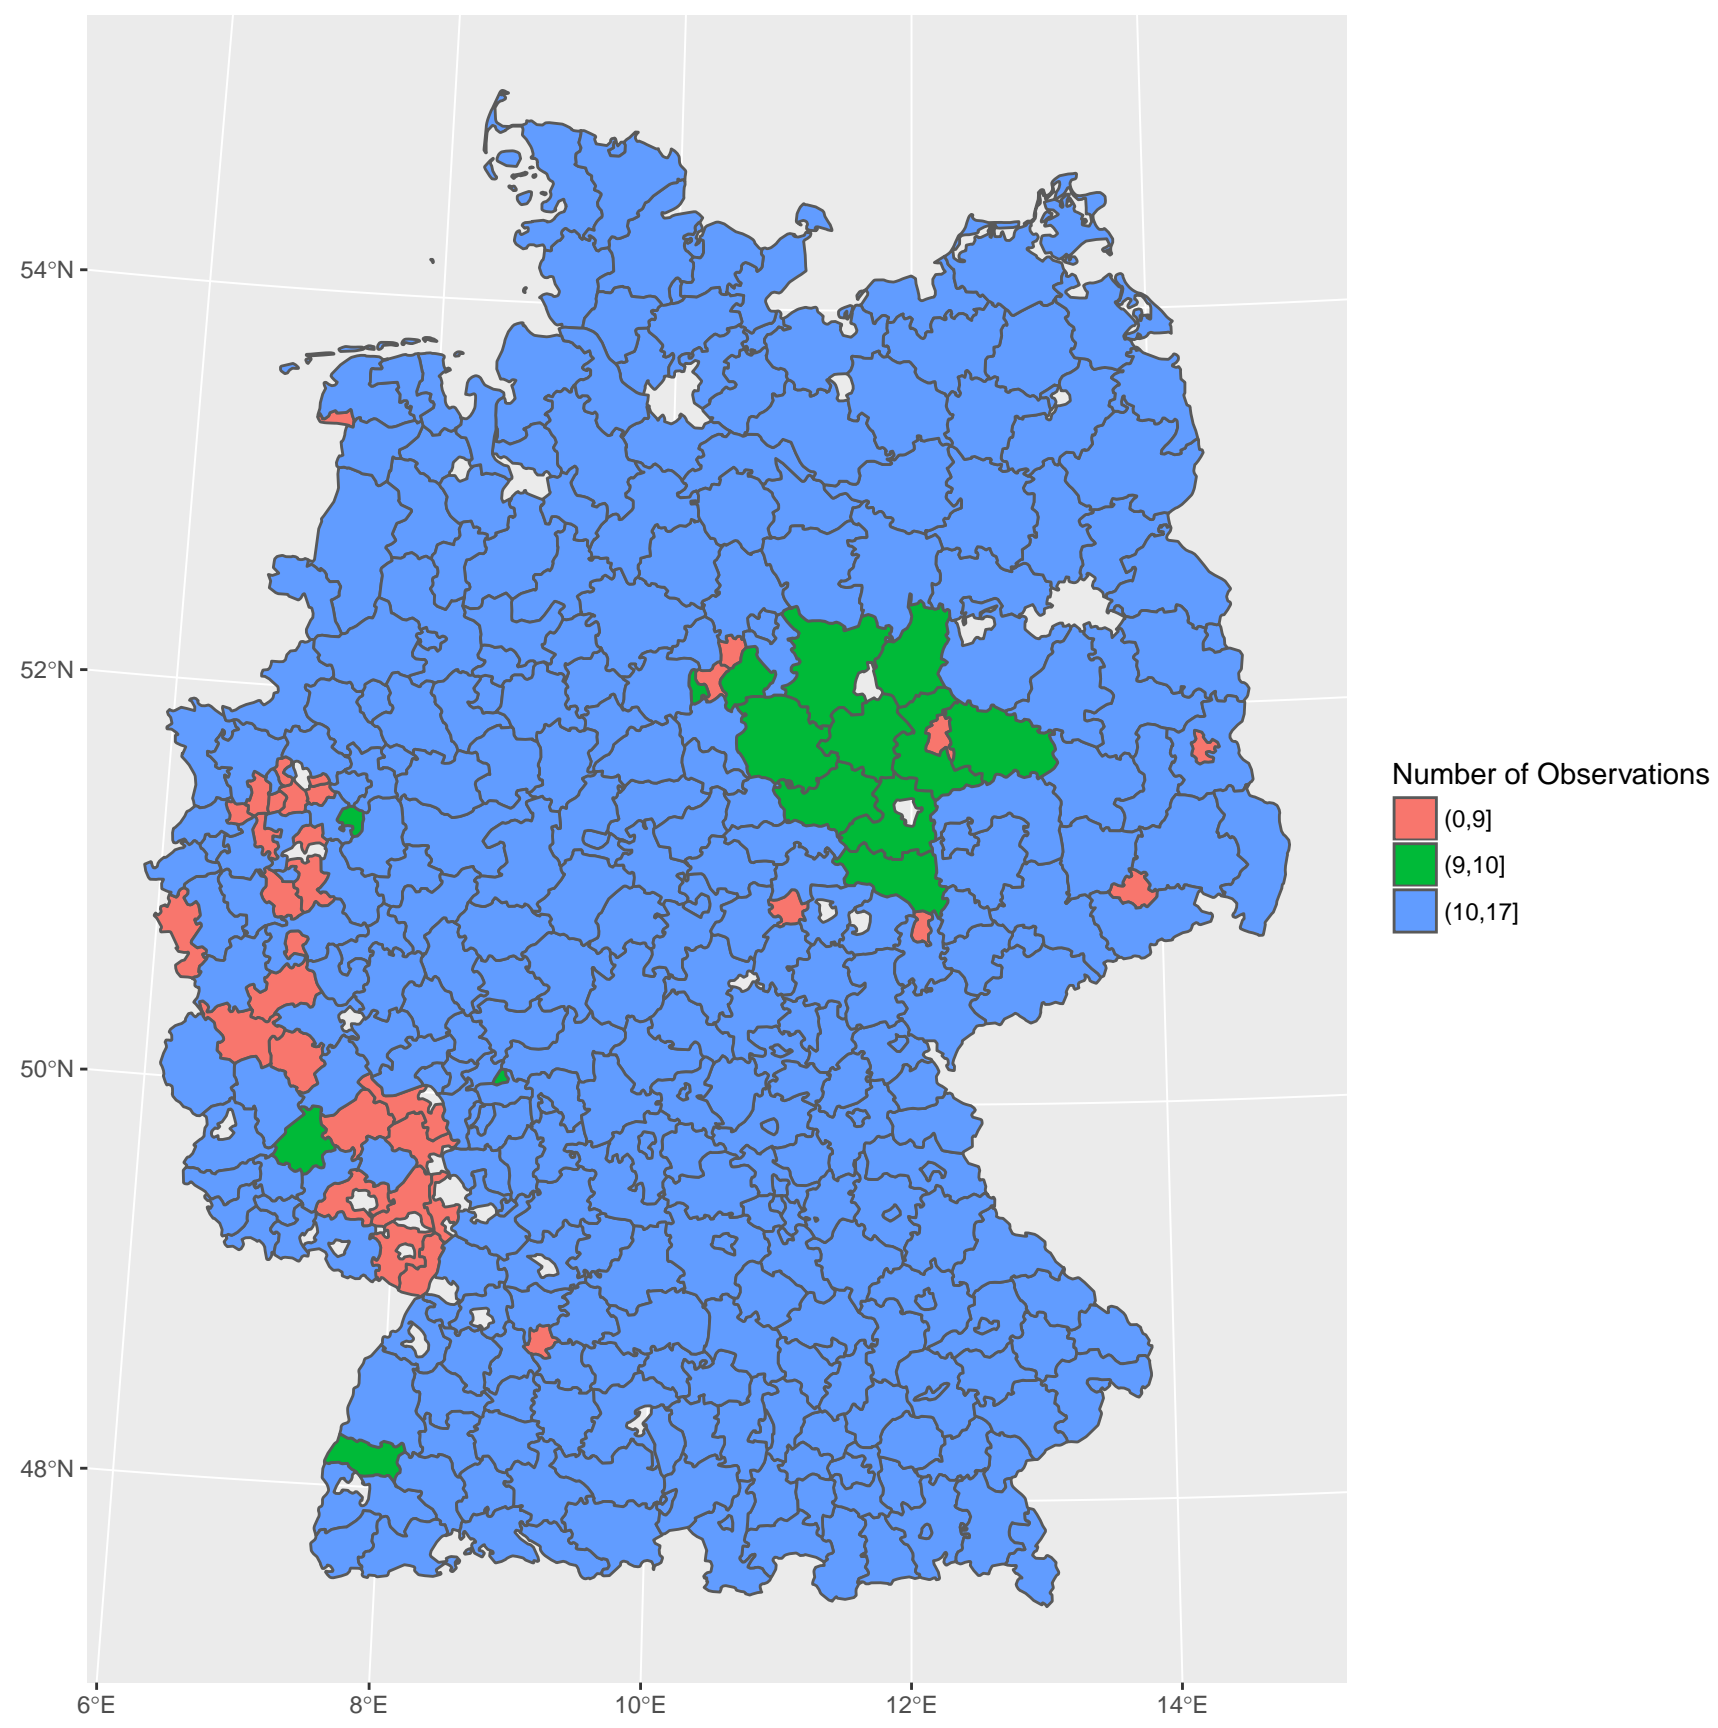 54°N
52°N
50°N
48°N
6°E
8°E
10°E
12°E
14°E
Number of Observations
(0,9]
(9,10]
(10,17]